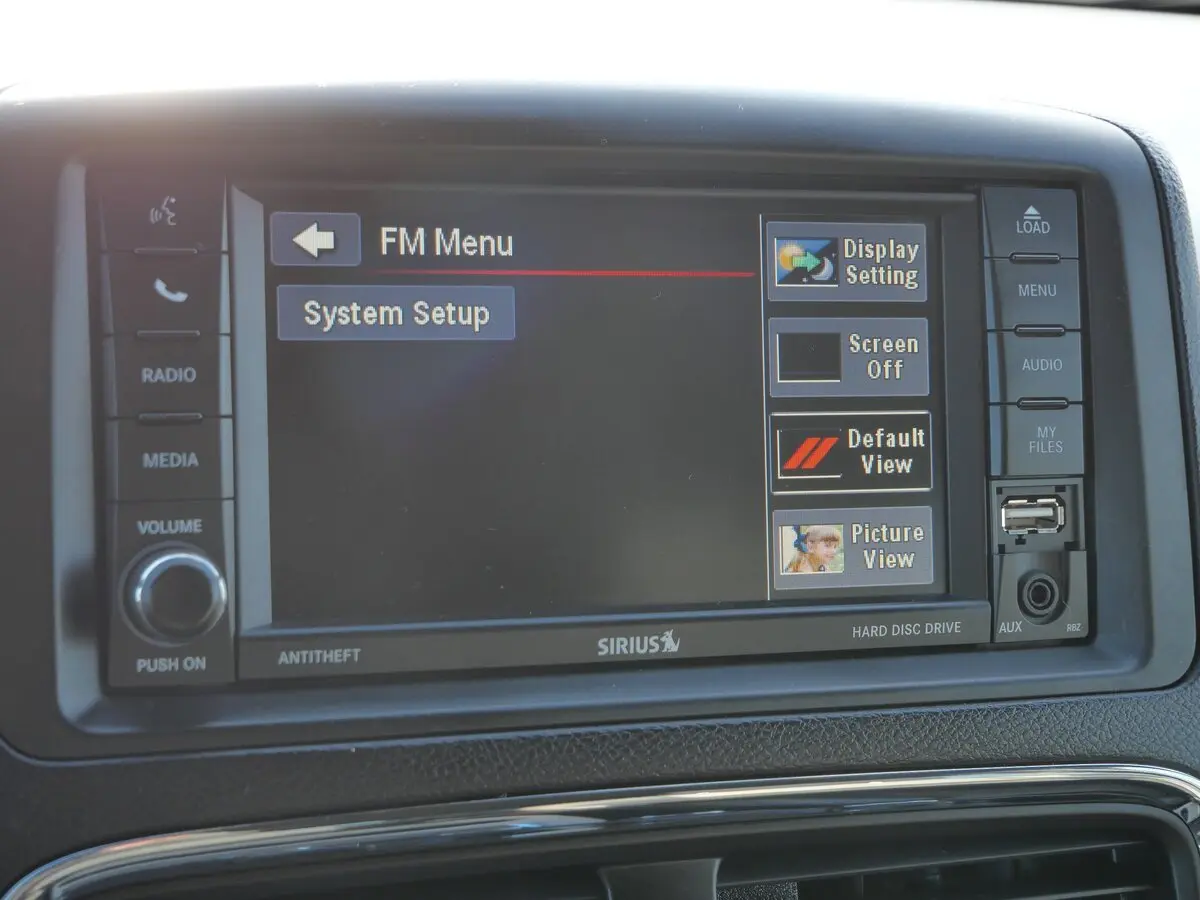 FM Menu
System Setup
Display
Setting
Screen
Off
Default
View
Picture
View
RADIO
MEDIA
VOLUME
PUSH ON
LOAD
MENU
AUDIO
MY
FILES
AUX
RBZ
ANTITHEFT
SIRIUS
HARD DISC DRIVE